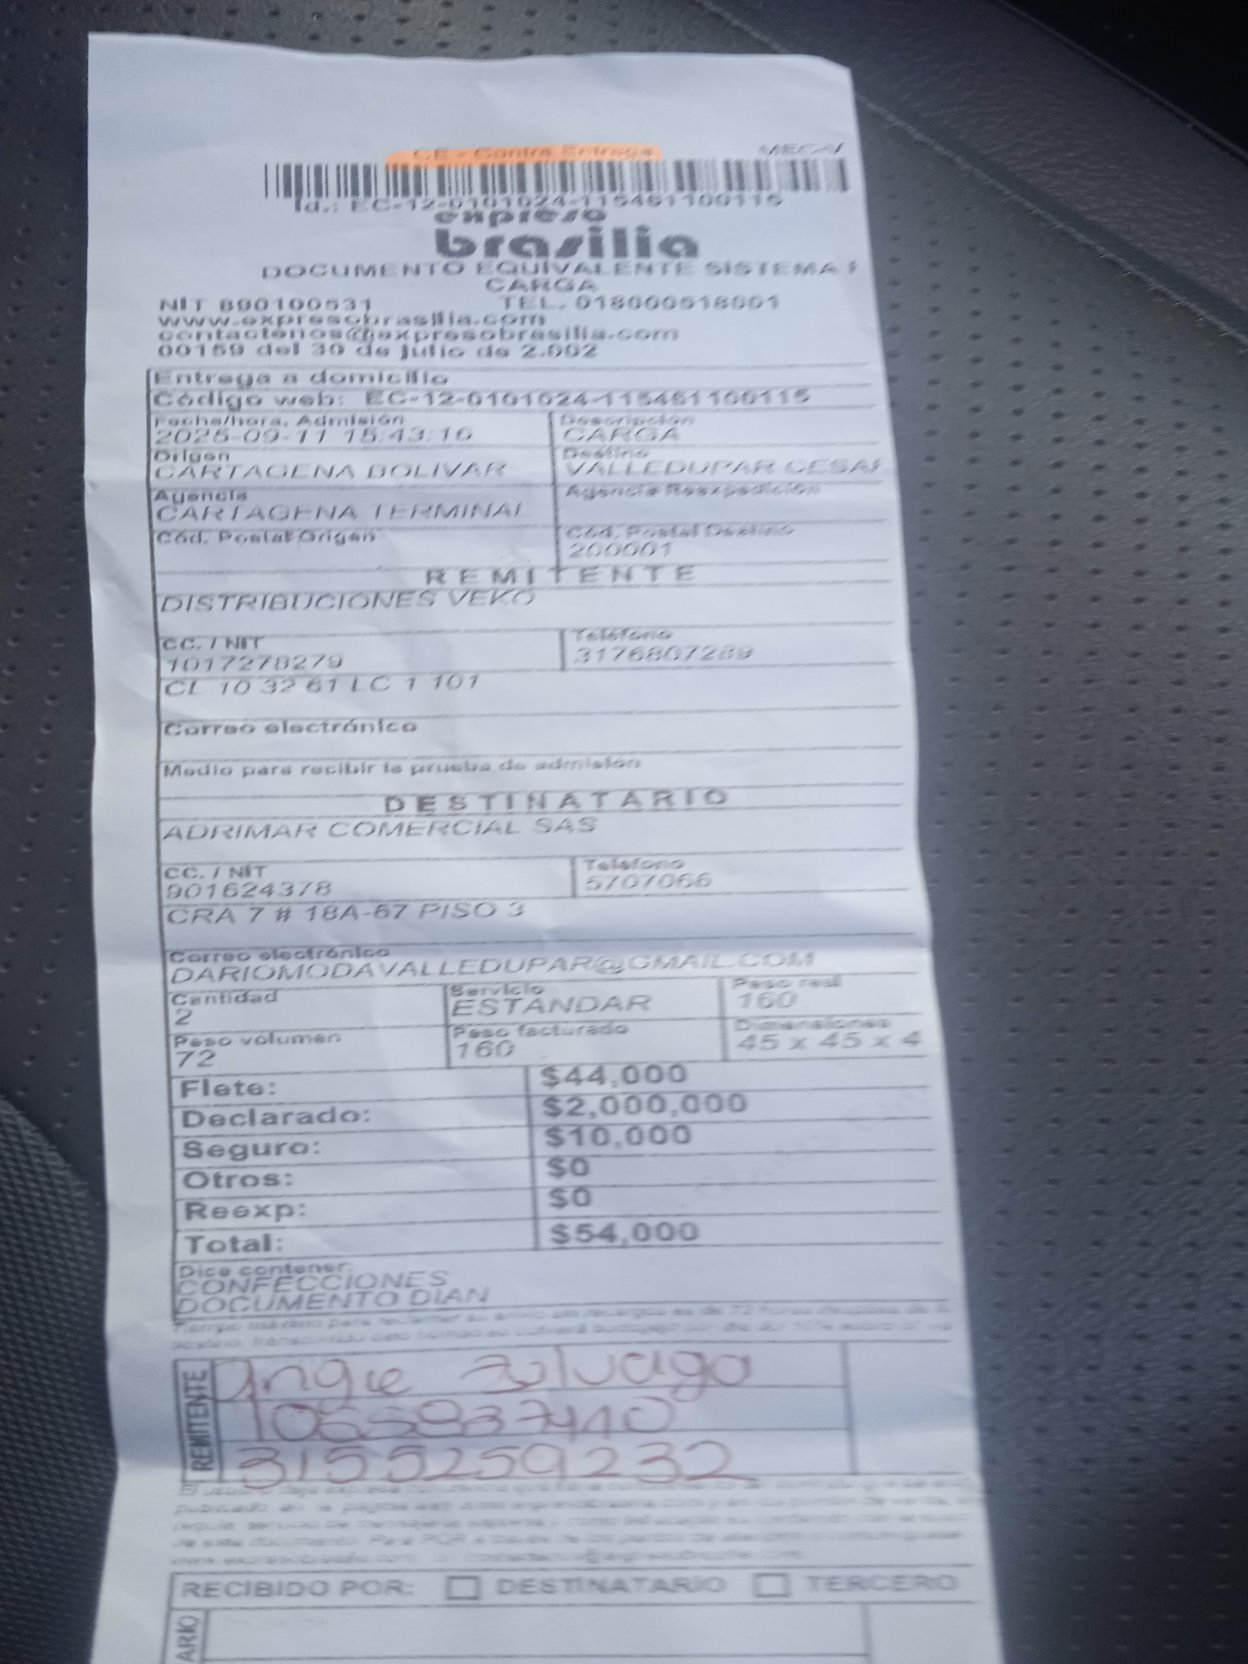 CE - Contra Entrega MEC-V
Id.: EC-12-0101024-115461100115
expreso
brasilia
DOCUMENTO EQUIVALENTE SISTEMA
CARGA
NIT 890100531 TEL. 018000518001
www.expresobrasilia.com
contactenos@expresobrasilia.com
00159 del 30 de julio de 2.002
Entrega a domicilio
Código web: EC-12-0101024-115461100115
Fecha/hora. Admisión Descripción
2025-09-11 15:43:16 CARGA
Origen Destino
CARTAGENA BOLIVAR VALLEDUPAR CESAR
Agencia Agencia Reexpedición
CARTAGENA TERMINAL
Cód. Postal Origen Cód. Postal Destino
200001
REMITENTE
DISTRIBUCIONES VEKO
CC. / NIT Teléfono
1017278279 3176807289
CL 10 32 61 LC 1 101
Correo electrónico
Medio para recibir la prueba de admisión
DESTINATARIO
ADRIMAR COMERCIAL SAS
CC. / NIT Teléfono
901624378 5707066
CRA 7 # 18A-67 PISO 3
Correo electrónico
DARIOMODAVALLEDUPAR@GMAIL.COM
Cantidad Servicio Peso real
2 ESTANDAR 160
Peso volumen Peso facturado Dimensiones
72 160 45 x 45 x 4
Flete: $44,000
Declarado: $2,000,000
Seguro: $10,000
Otros: $0
Reexp: $0
Total: $54,000
Dice contener:
CONFECCIONES
DOCUMENTO DIAN
REMITENTE
Angie Zuluaga
1065837410
3155259232
RECIBIDO POR: DESTINATARIO TERCERO
ARIO